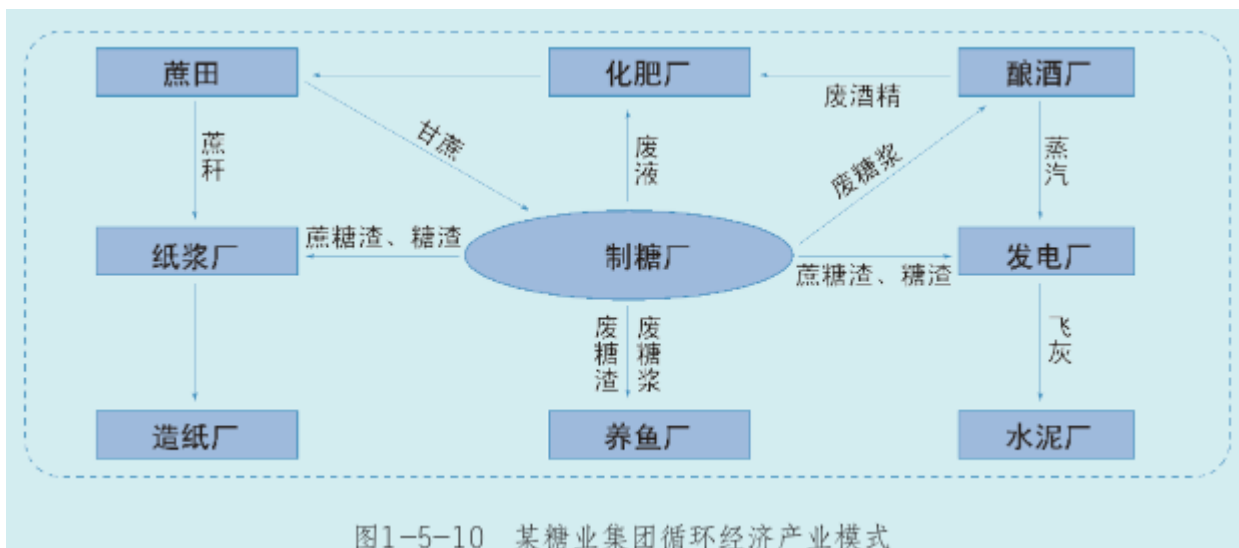 蔗田
化肥厂
酿酒厂
废酒精
甘蔗
蔗秆
废液
废糖浆
蒸汽
纸浆厂
蔗糖渣、糖渣
制糖厂
蔗糖渣、糖渣
发电厂
废糖渣
废糖浆
飞灰
造纸厂
养鱼厂
水泥厂
图1-5-10 某糖业集团循环经济产业模式